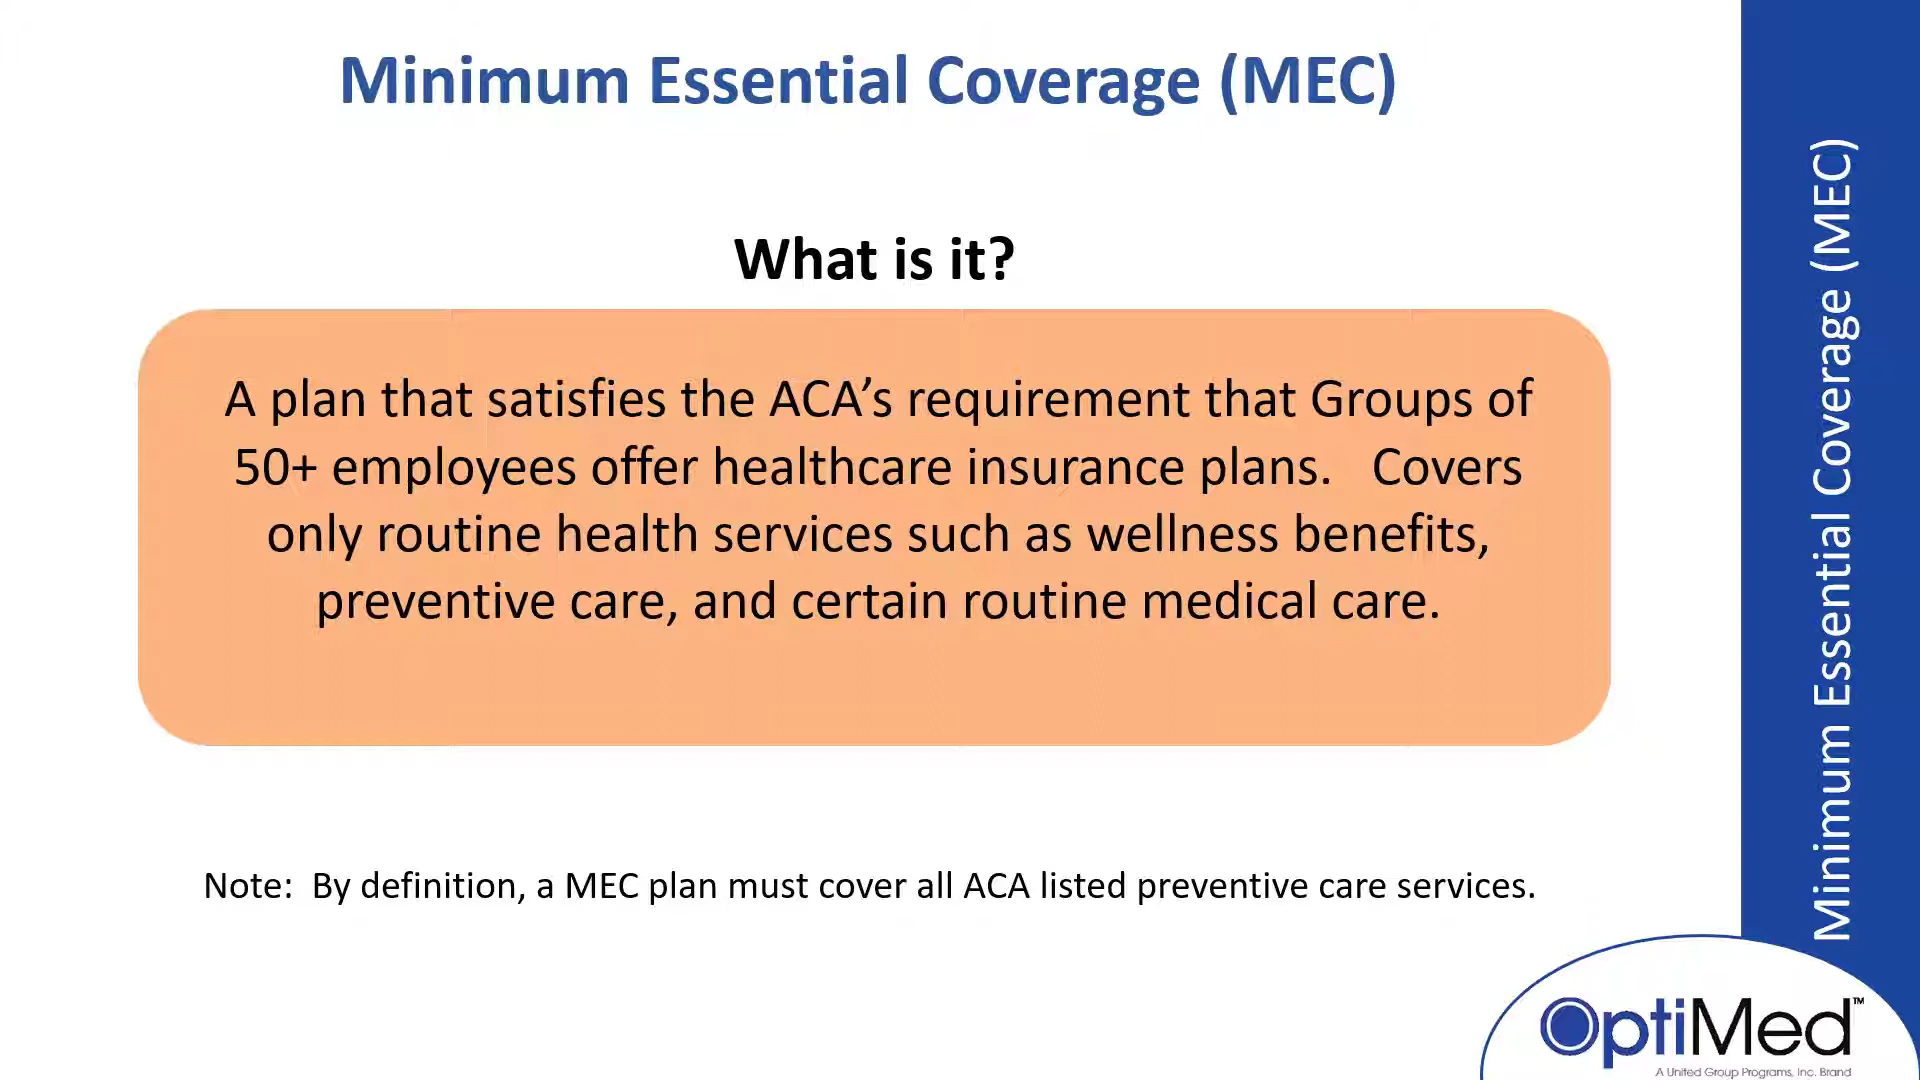 Minimum Essential Coverage (MEC)
What is it?
A plan that satisfies the ACA’s requirement that Groups of
50+ employees offer healthcare insurance plans.   Covers
only routine health services such as wellness benefits,
preventive care, and certain routine medical care.
Note:  By definition, a MEC plan must cover all ACA listed preventive care services.
Minimum Essential Coverage (MEC)
OptiMed™
A United Group Programs, Inc. Brand